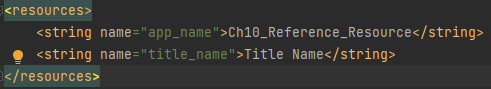 <resources>
<string name="app_name">Ch10_Reference_Resource</string>
<string name="title_name">Title Name</string>
</resources>